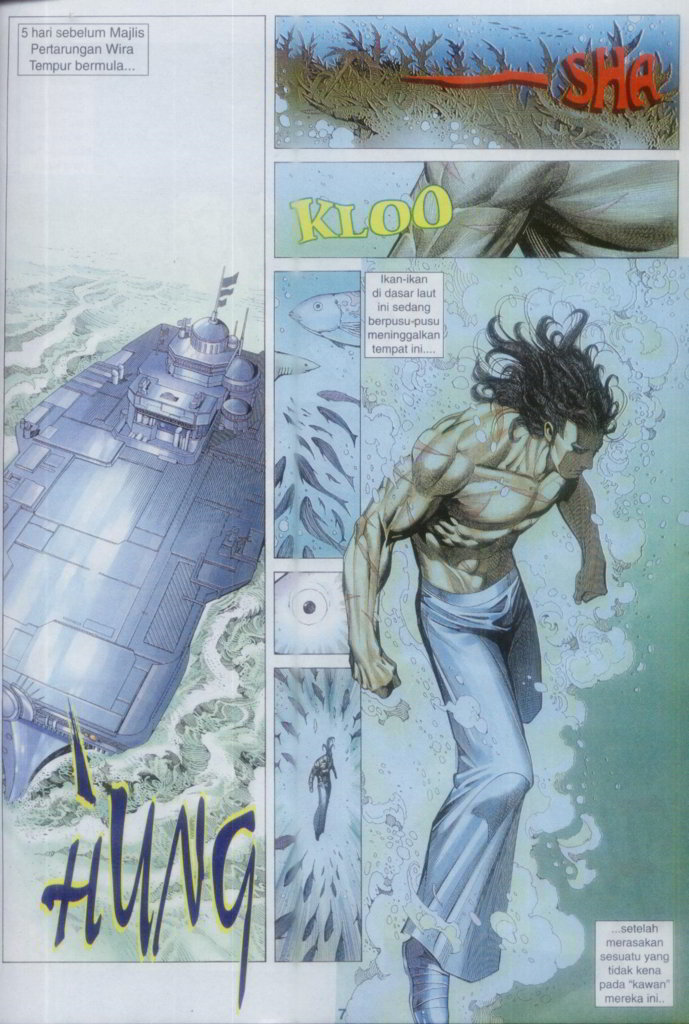 5 hari sebelum Majlis
Pertarungan Wira
Tempur bermula...
HUNG
SHA
KLOO
Ikan-ikan
di dasar laut
ini sedang
berpusu-pusu
meninggalkan
tempat ini....
...setelah
merasakan
sesuatu yang
tidak kena
pada "kawan"
mereka ini..
7